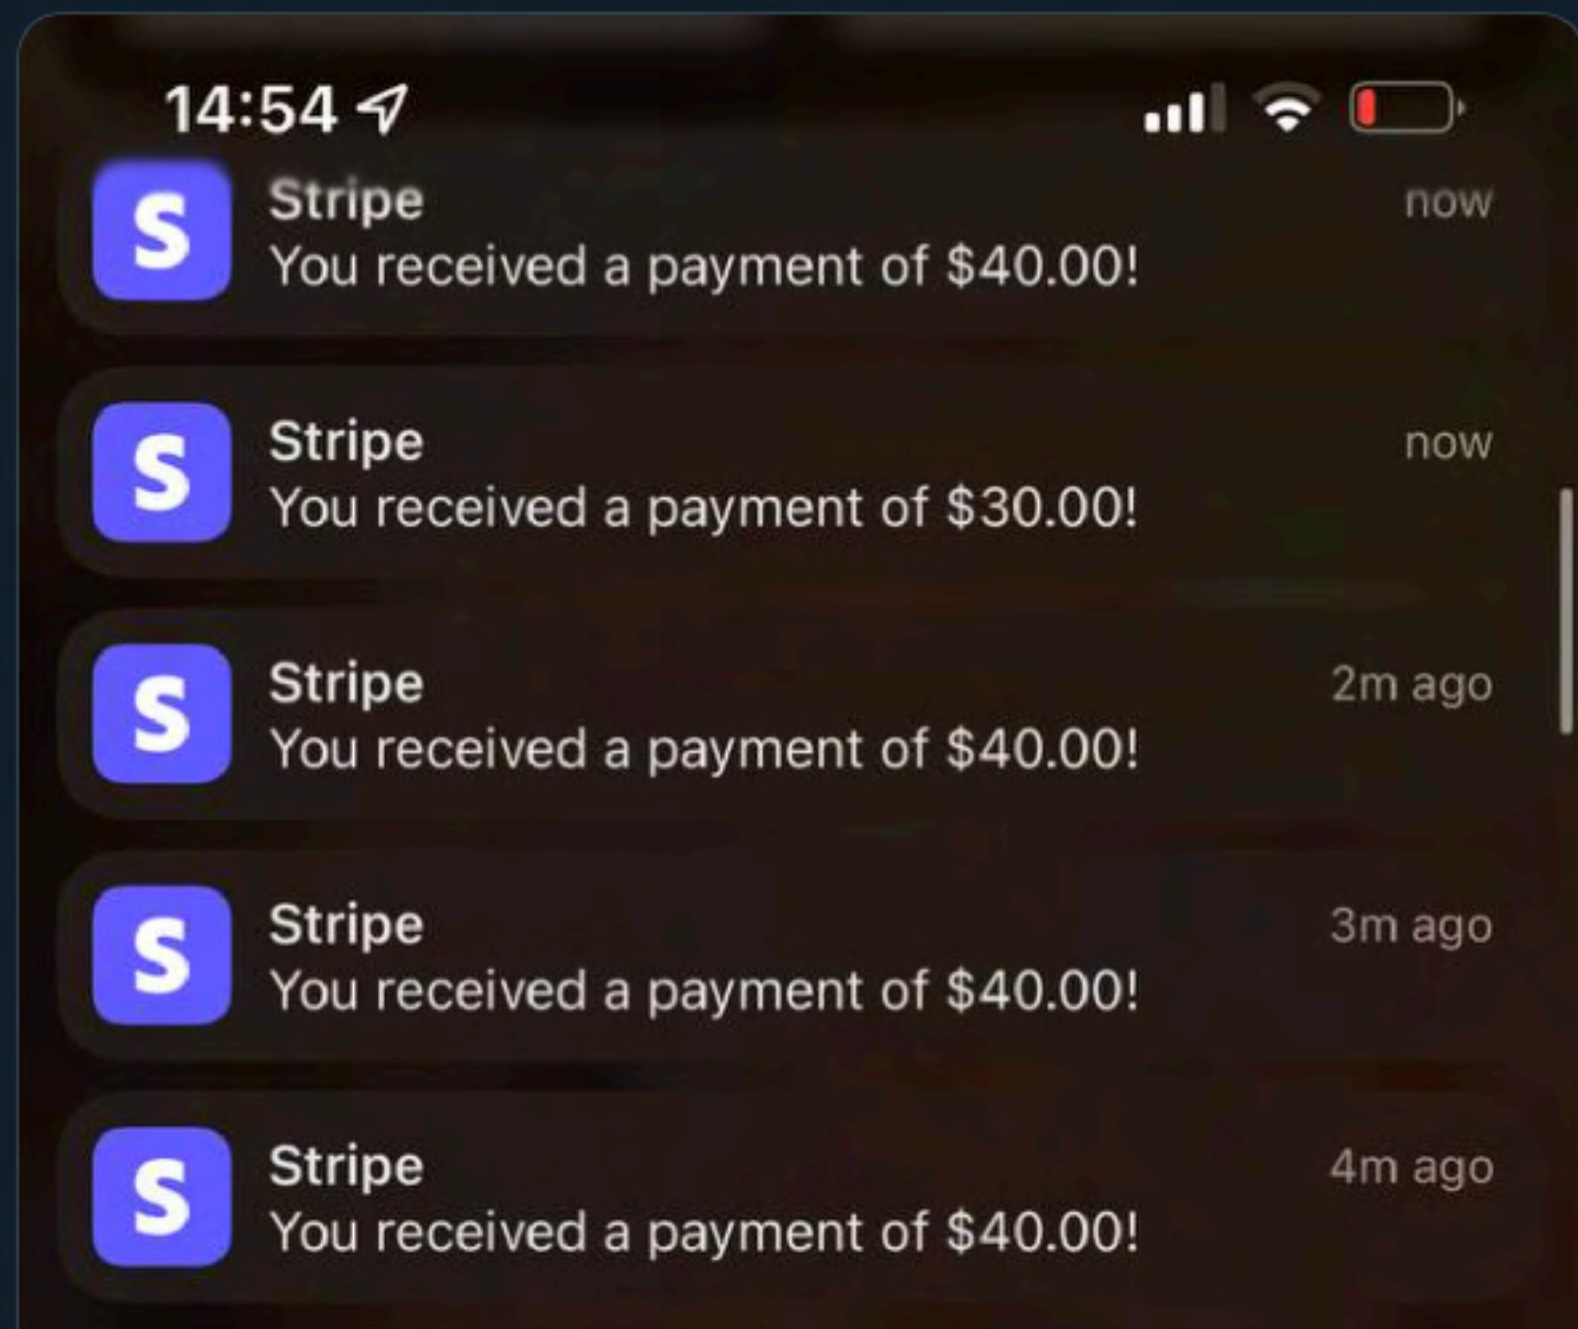 14:54
Stripe
now
You received a payment of $40.00!
Stripe
now
You received a payment of $30.00!
Stripe
2m ago
You received a payment of $40.00!
Stripe
3m ago
You received a payment of $40.00!
Stripe
4m ago
You received a payment of $40.00!